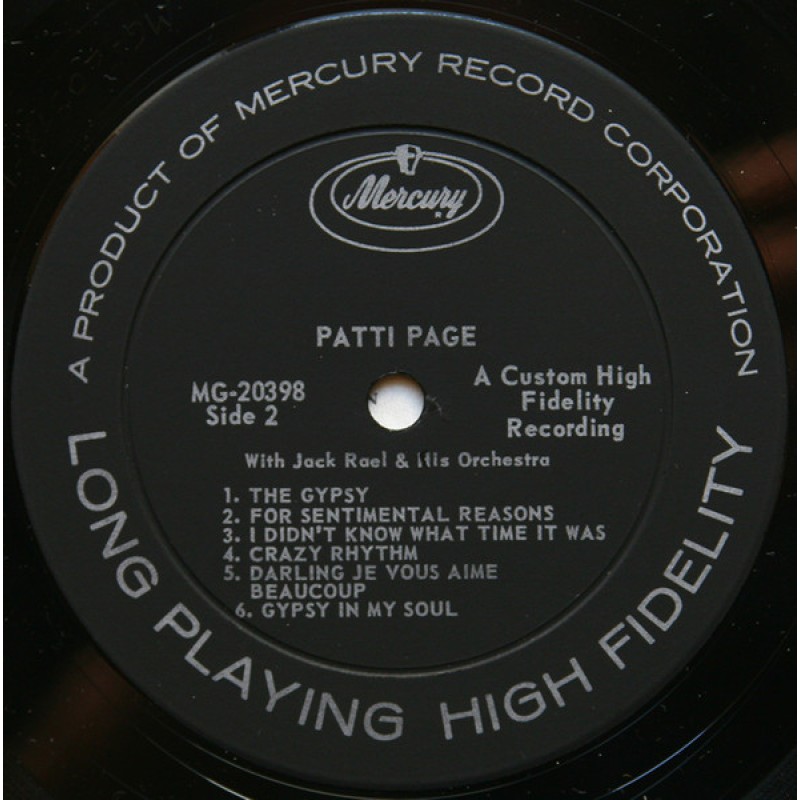 A PRODUCT OF MERCURY RECORD CORPORATION
Mercury
PATTI PAGE
MG-20398
Side 2
A Custom High
Fidelity
Recording
With Jack Rael & His Orchestra
1. THE GYPSY
2. FOR SENTIMENTAL REASONS
3. I DIDN'T KNOW WHAT TIME IT WAS
4. CRAZY RHYTHM
5. DARLING JE VOUS AIME
BEAUCOUP
6. GYPSY IN MY SOUL
LONG PLAYING HIGH FIDELITY